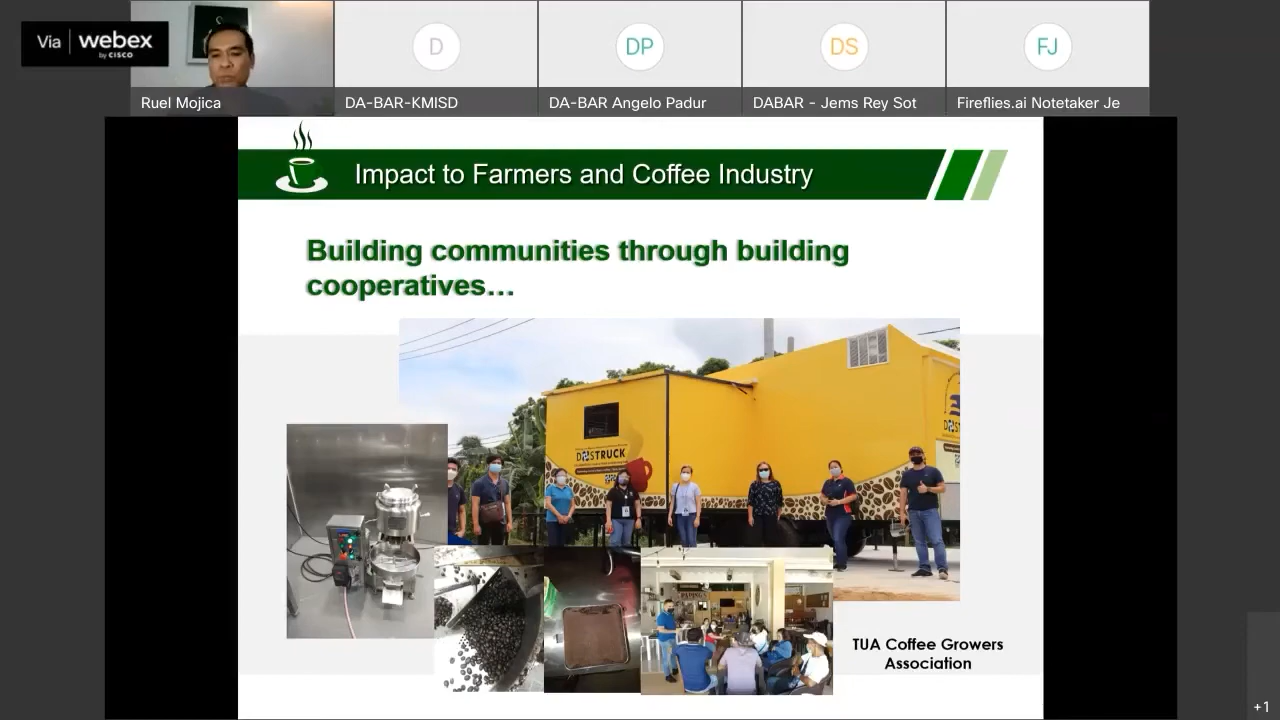 Via webex
by CISCO
Ruel Mojica
D
DA-BAR-KMISD
DP
DA-BAR Angelo Padur
DS
DABAR - Jems Rey Sot
FJ
Fireflies.ai Notetaker Je
Impact to Farmers and Coffee Industry
Building communities through building
cooperatives…
TUA Coffee Growers
Association
+1